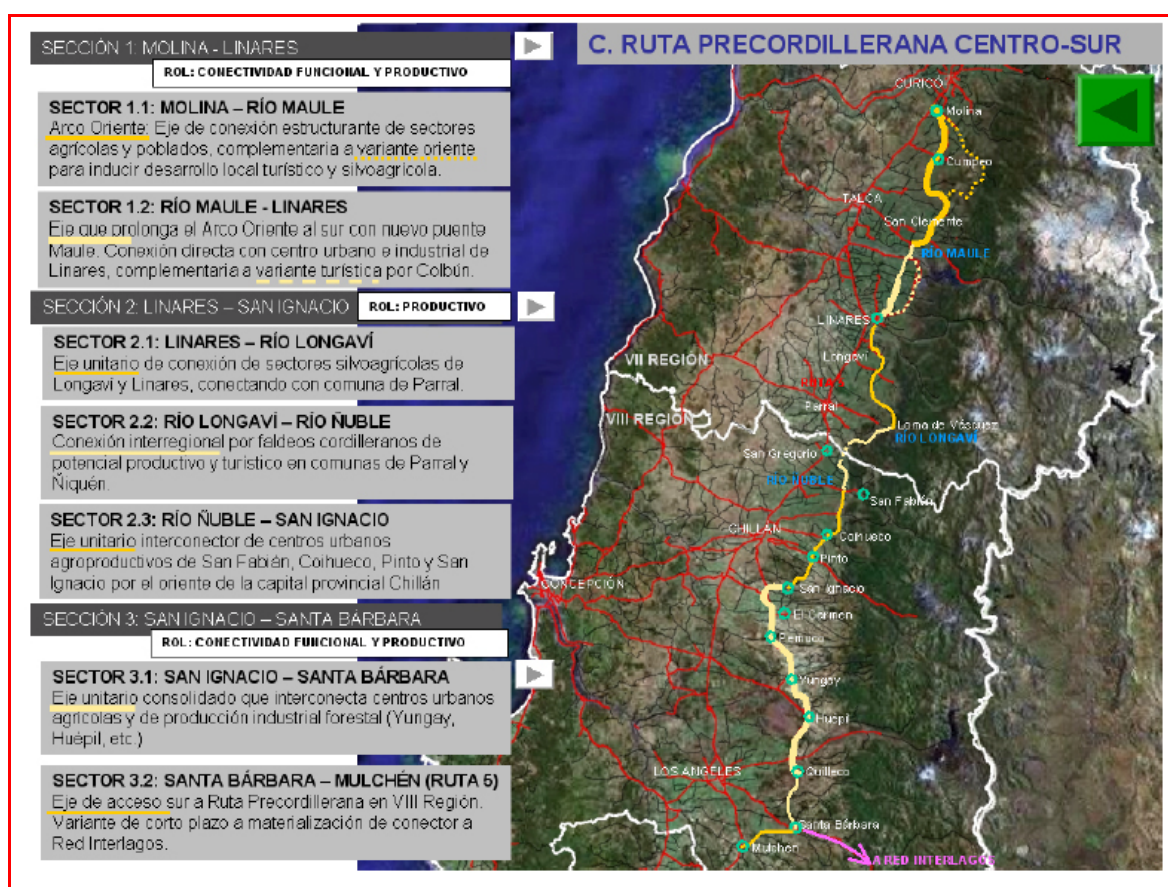 C. RUTA PRECORDILLERANA CENTRO-SUR
SECCIÓN 1: MOLINA - LINARES
ROL: CONECTIVIDAD FUNCIONAL Y PRODUCTIVO
SECTOR 1.1: MOLINA – RÍO MAULE
Arco Oriente: Eje de conexión estructurante de sectores
agrícolas y poblados, complementaria a variante oriente
para inducir desarrollo local turístico y silvoagrícola.
SECTOR 1.2: RÍO MAULE - LINARES
Eje que prolonga el Arco Oriente al sur con nuevo puente
Maule. Conexión directa con centro urbano e industrial de
Linares, complementaria a variante turística por Colbún.
SECCIÓN 2: LINARES – SAN IGNACIO
ROL: PRODUCTIVO
SECTOR 2.1: LINARES – RÍO LONGAVÍ
Eje unitario de conexión de sectores silvoagrícolas de
Longaví y Linares, conectando con comuna de Parral.
SECTOR 2.2: RÍO LONGAVÍ – RÍO ÑUBLE
Conexión interregional por faldeos cordilleranos de
potencial productivo y turístico en comunas de Parral y
Ñiquén.
SECTOR 2.3: RÍO ÑUBLE – SAN IGNACIO
Eje unitario interconector de centros urbanos
agroproductivos de San Fabián, Coihueco, Pinto y San
Ignacio por el oriente de la capital provincial Chillán
SECCIÓN 3: SAN IGNACIO – SANTA BÁRBARA
ROL: CONECTIVIDAD FUNCIONAL Y PRODUCTIVO
SECTOR 3.1: SAN IGNACIO – SANTA BÁRBARA
Eje unitario consolidado que interconecta centros urbanos
agrícolas y de producción industrial forestal (Yungay,
Huépil, etc.)
SECTOR 3.2: SANTA BÁRBARA – MULCHÉN (RUTA 5)
Eje de acceso sur a Ruta Precordillerana en VIII Región.
Variante de corto plazo a materialización de conector a
Red Interlagos.
CURICÓ
Molina
Cumpeo
TALCA
San Clemente
RÍO MAULE
LINARES
Longaví
VII REGIÓN
RUTA 5
Parral
VIII REGIÓN
Loma de Vásquez
RÍO LONGAVÍ
San Gregorio
RÍO ÑUBLE
San Fabián
CHILLÁN
Coihueco
Pinto
CONCEPCIÓN
San Ignacio
El Carmen
Pemuco
Yungay
Huépil
LOS ANGELES
Quilleco
Santa Bárbara
Mulchén
A RED INTERLAGOS